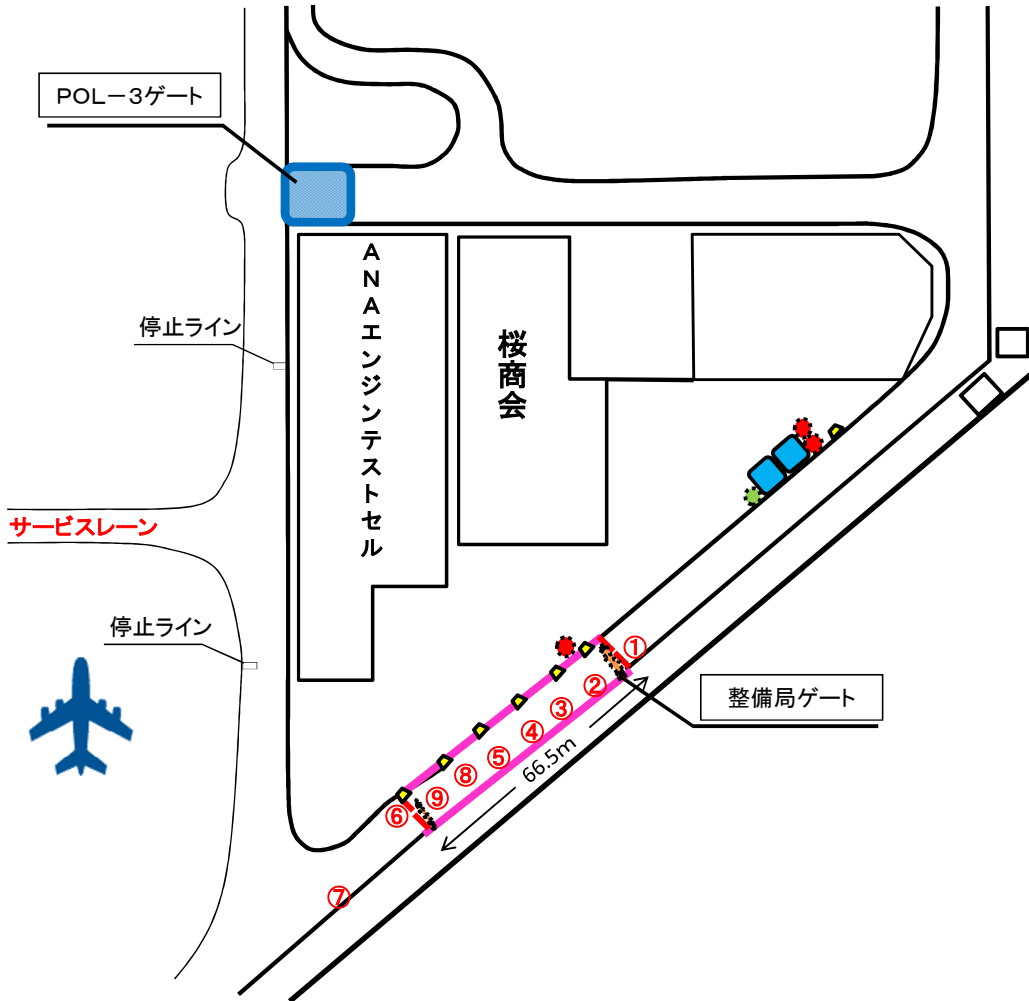 POL－3ゲート
停止ライン
ANAエンジンテストセル
桜商会
サービスレーン
停止ライン
①
②
整備局ゲート
③
④
⑤
66.5m
⑧
⑨
⑥
⑦